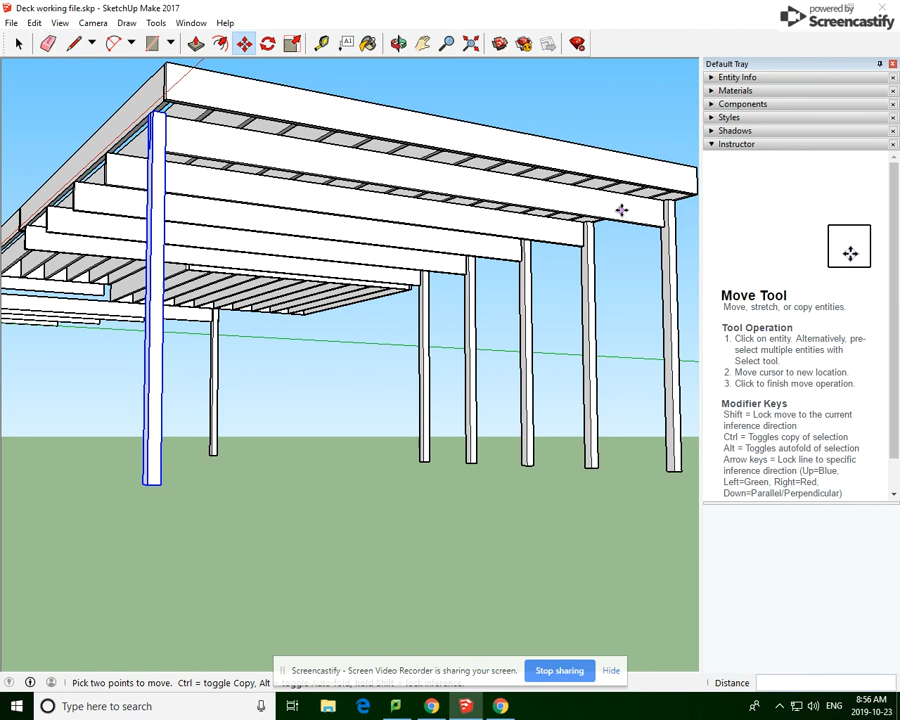 Deck working file.skp - SketchUp Make 2017
powered by
Screencastify
File Edit View Camera Draw Tools Window Help
A1
Default Tray
Entity Info
Materials
Components
Styles
Shadows
Instructor
Move Tool
Move, stretch, or copy entities.
Tool Operation
1. Click on entity. Alternatively, pre-
select multiple entities with
Select tool.
2. Move cursor to new location.
3. Click to finish move operation.
Modifier Keys
Shift = Lock move to the current
inference direction
Ctrl = Toggles copy of selection
Alt = Toggles autofold of selection
Arrow keys = Lock line to specific
inference direction (Up=Blue,
Left=Green, Right=Red,
Down=Parallel/Perpendicular)
Screencastify - Screen Video Recorder is sharing your screen. Stop sharing Hide
Pick two points to move. Ctrl = toggle Copy, Alt =
Distance
Type here to search
ENG
8:56 AM
2019-10-23